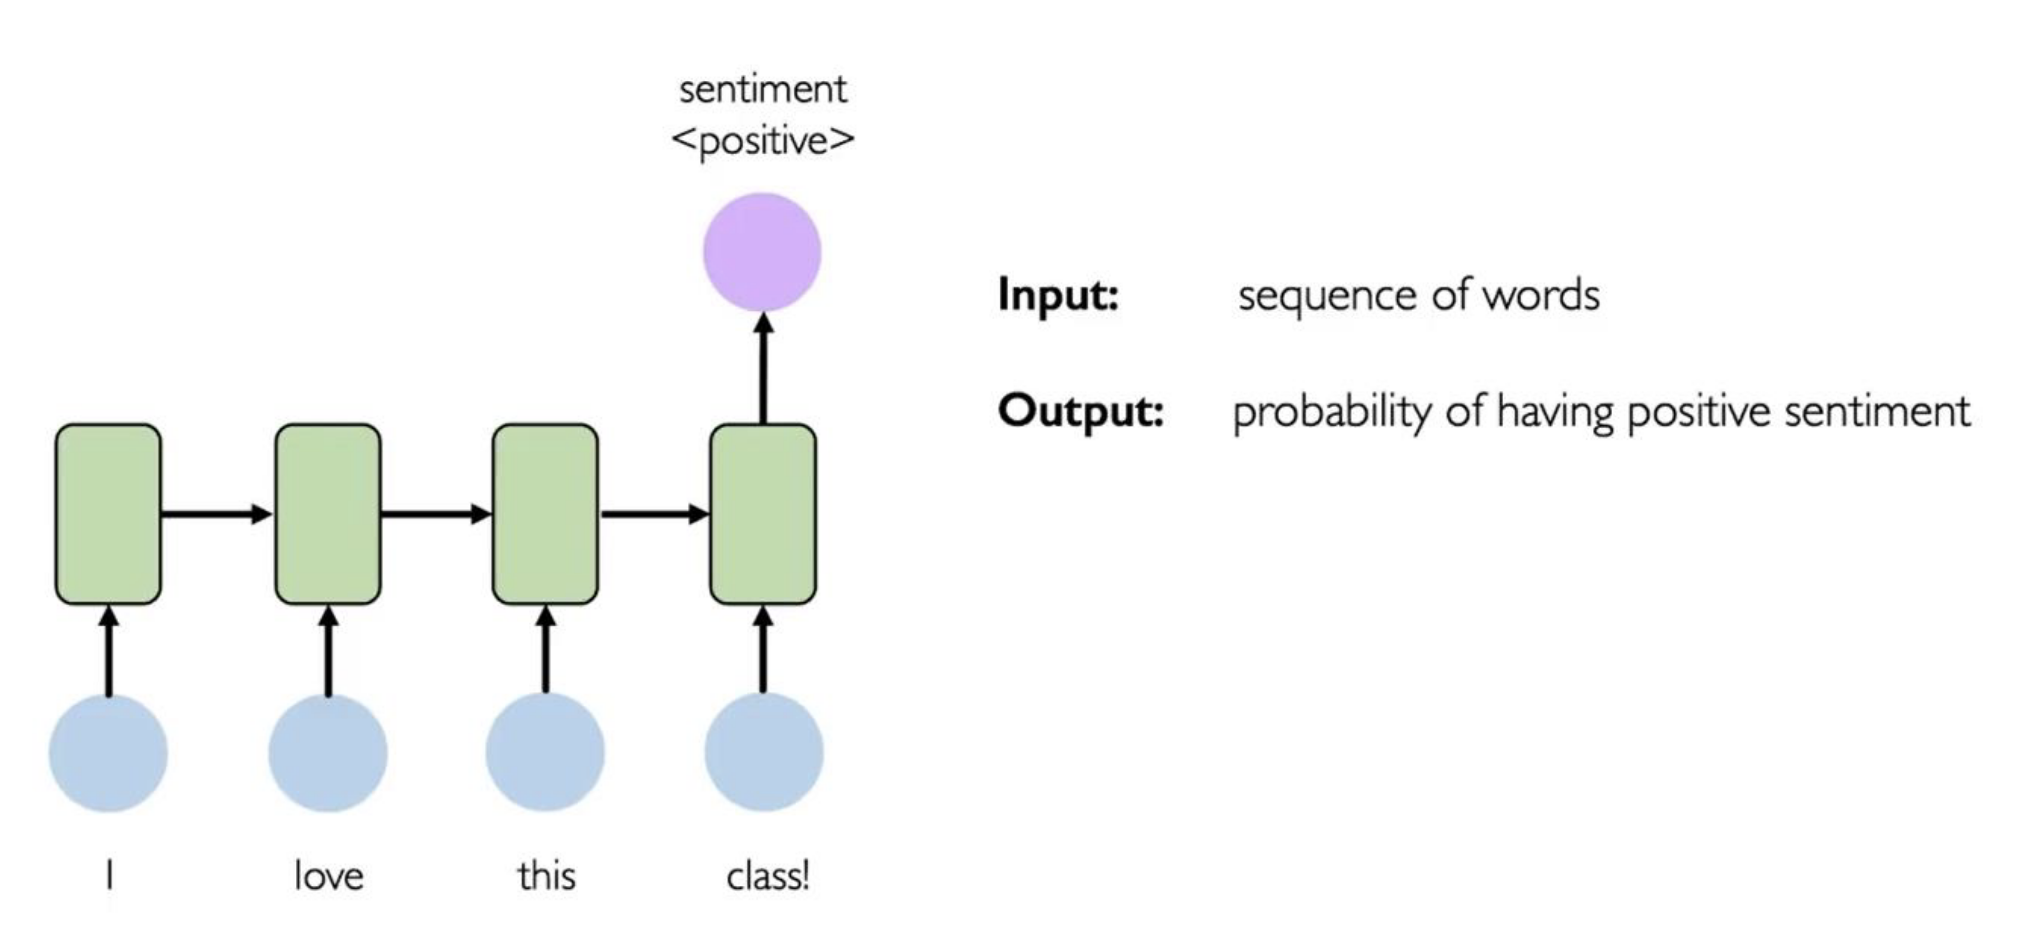 sentiment
<positive>
Input: sequence of words
Output: probability of having positive sentiment
I love this class!